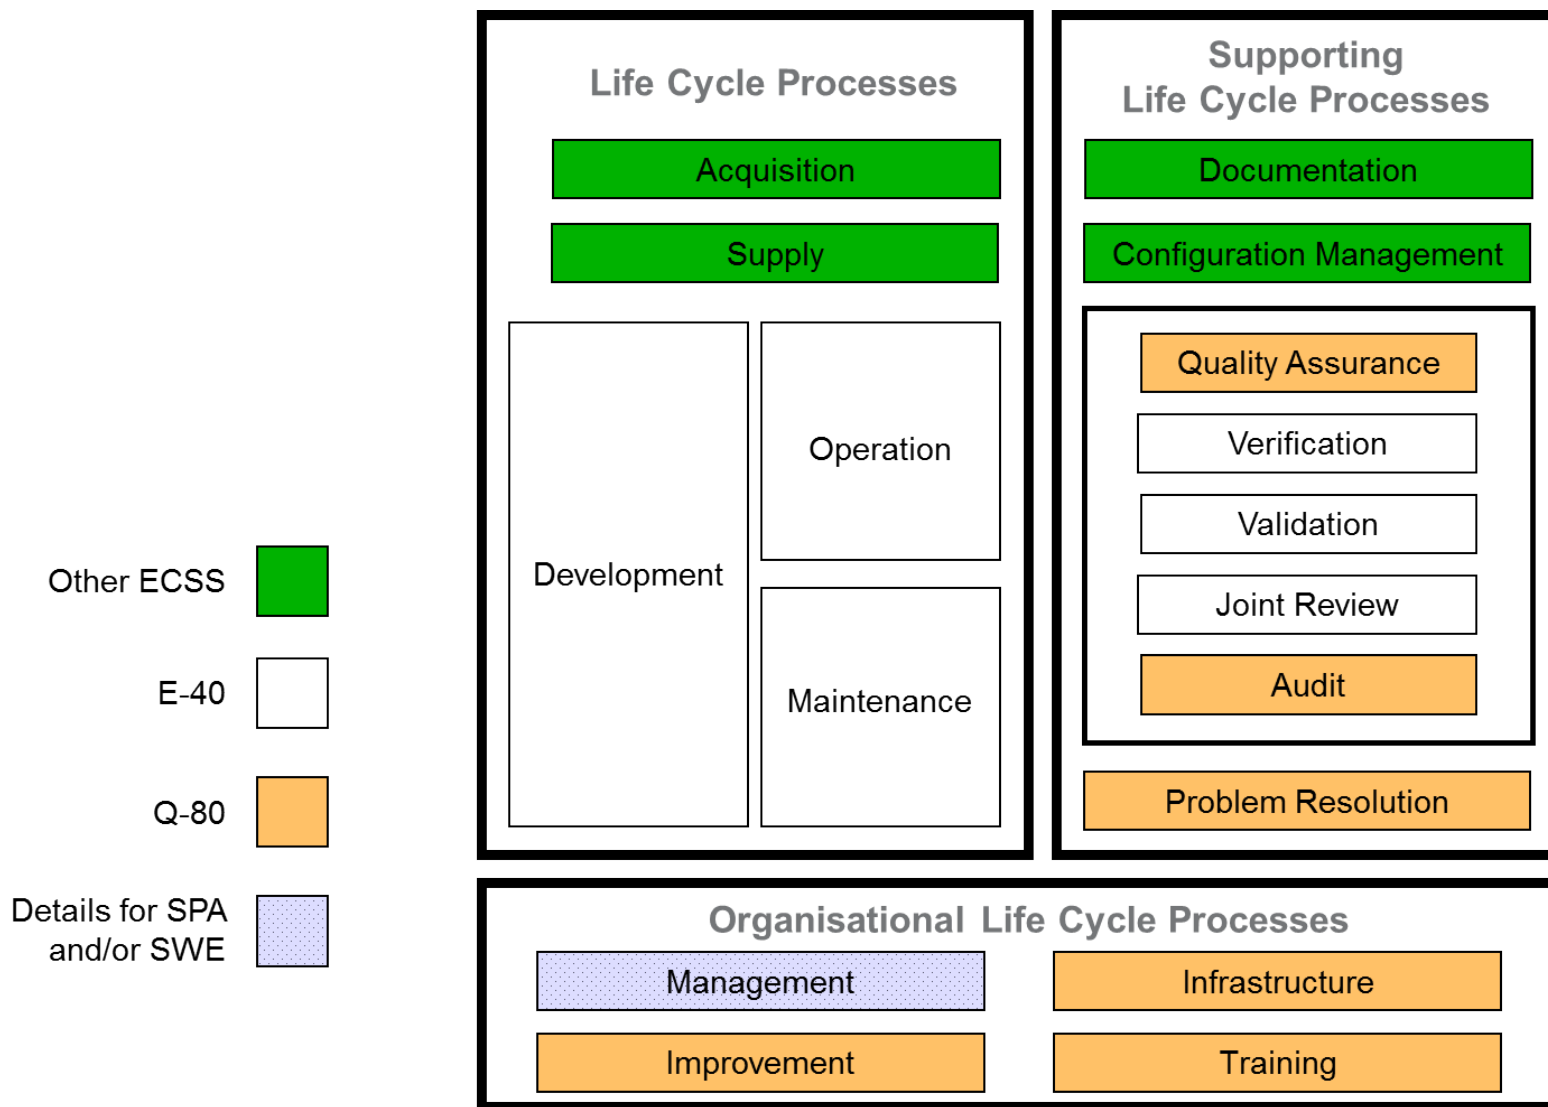 Life Cycle Processes
Acquisition
Supply
Development
Operation
Maintenance
Supporting
Life Cycle Processes
Documentation
Configuration Management
Quality Assurance
Verification
Validation
Joint Review
Audit
Problem Resolution
Other ECSS
E-40
Q-80
Details for SPA
and/or SWE
Organisational Life Cycle Processes
Management
Infrastructure
Improvement
Training